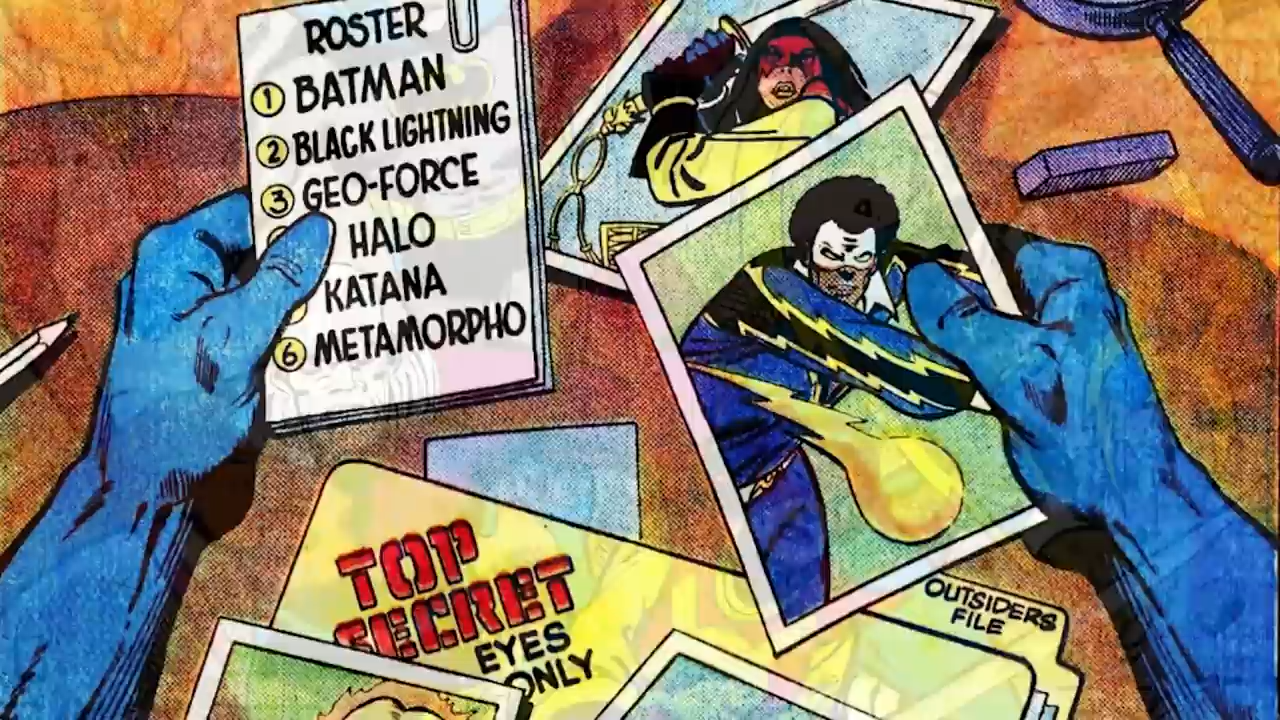 ROSTER
1 BATMAN
2 BLACK LIGHTNING
3 GEO-FORCE
HALO
KATANA
6 METAMORPHO
TOP
SECRET
EYES
ONLY
OUTSIDERS
FILE